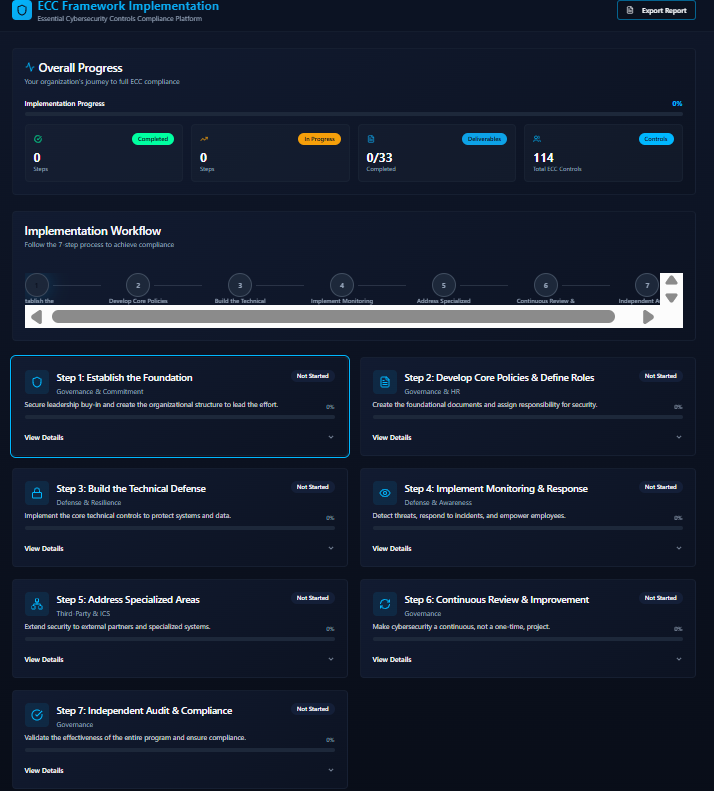 ECC Framework Implementation
Essential Cybersecurity Controls Compliance Platform
Export Report
Overall Progress
Your organization's journey to full ECC compliance
Implementation Progress
0%
Completed
0
Steps
In Progress
0
Steps
Deliverables
0/33
Completed
Controls
114
Total ECC Controls
Implementation Workflow
Follow the 7-step process to achieve compliance
1
2
3
4
5
6
7
tablish the
Develop Core Policies
Build the Technical
Implement Monitoring
Address Specialized
Continuous Review &
Independent A
Step 1: Establish the Foundation
Not Started
Governance & Commitment
Secure leadership buy-in and create the organizational structure to lead the effort.
0%
View Details
Step 2: Develop Core Policies & Define Roles
Not Started
Governance & HR
Create the foundational documents and assign responsibility for security.
0%
View Details
Step 3: Build the Technical Defense
Not Started
Defense & Resilience
Implement the core technical controls to protect systems and data.
0%
View Details
Step 4: Implement Monitoring & Response
Not Started
Defense & Awareness
Detect threats, respond to incidents, and empower employees.
0%
View Details
Step 5: Address Specialized Areas
Not Started
Third-Party & ICS
Extend security to external partners and specialized systems.
0%
View Details
Step 6: Continuous Review & Improvement
Not Started
Governance
Make cybersecurity a continuous, not a one-time, project.
0%
View Details
Step 7: Independent Audit & Compliance
Not Started
Governance
Validate the effectiveness of the entire program and ensure compliance.
0%
View Details